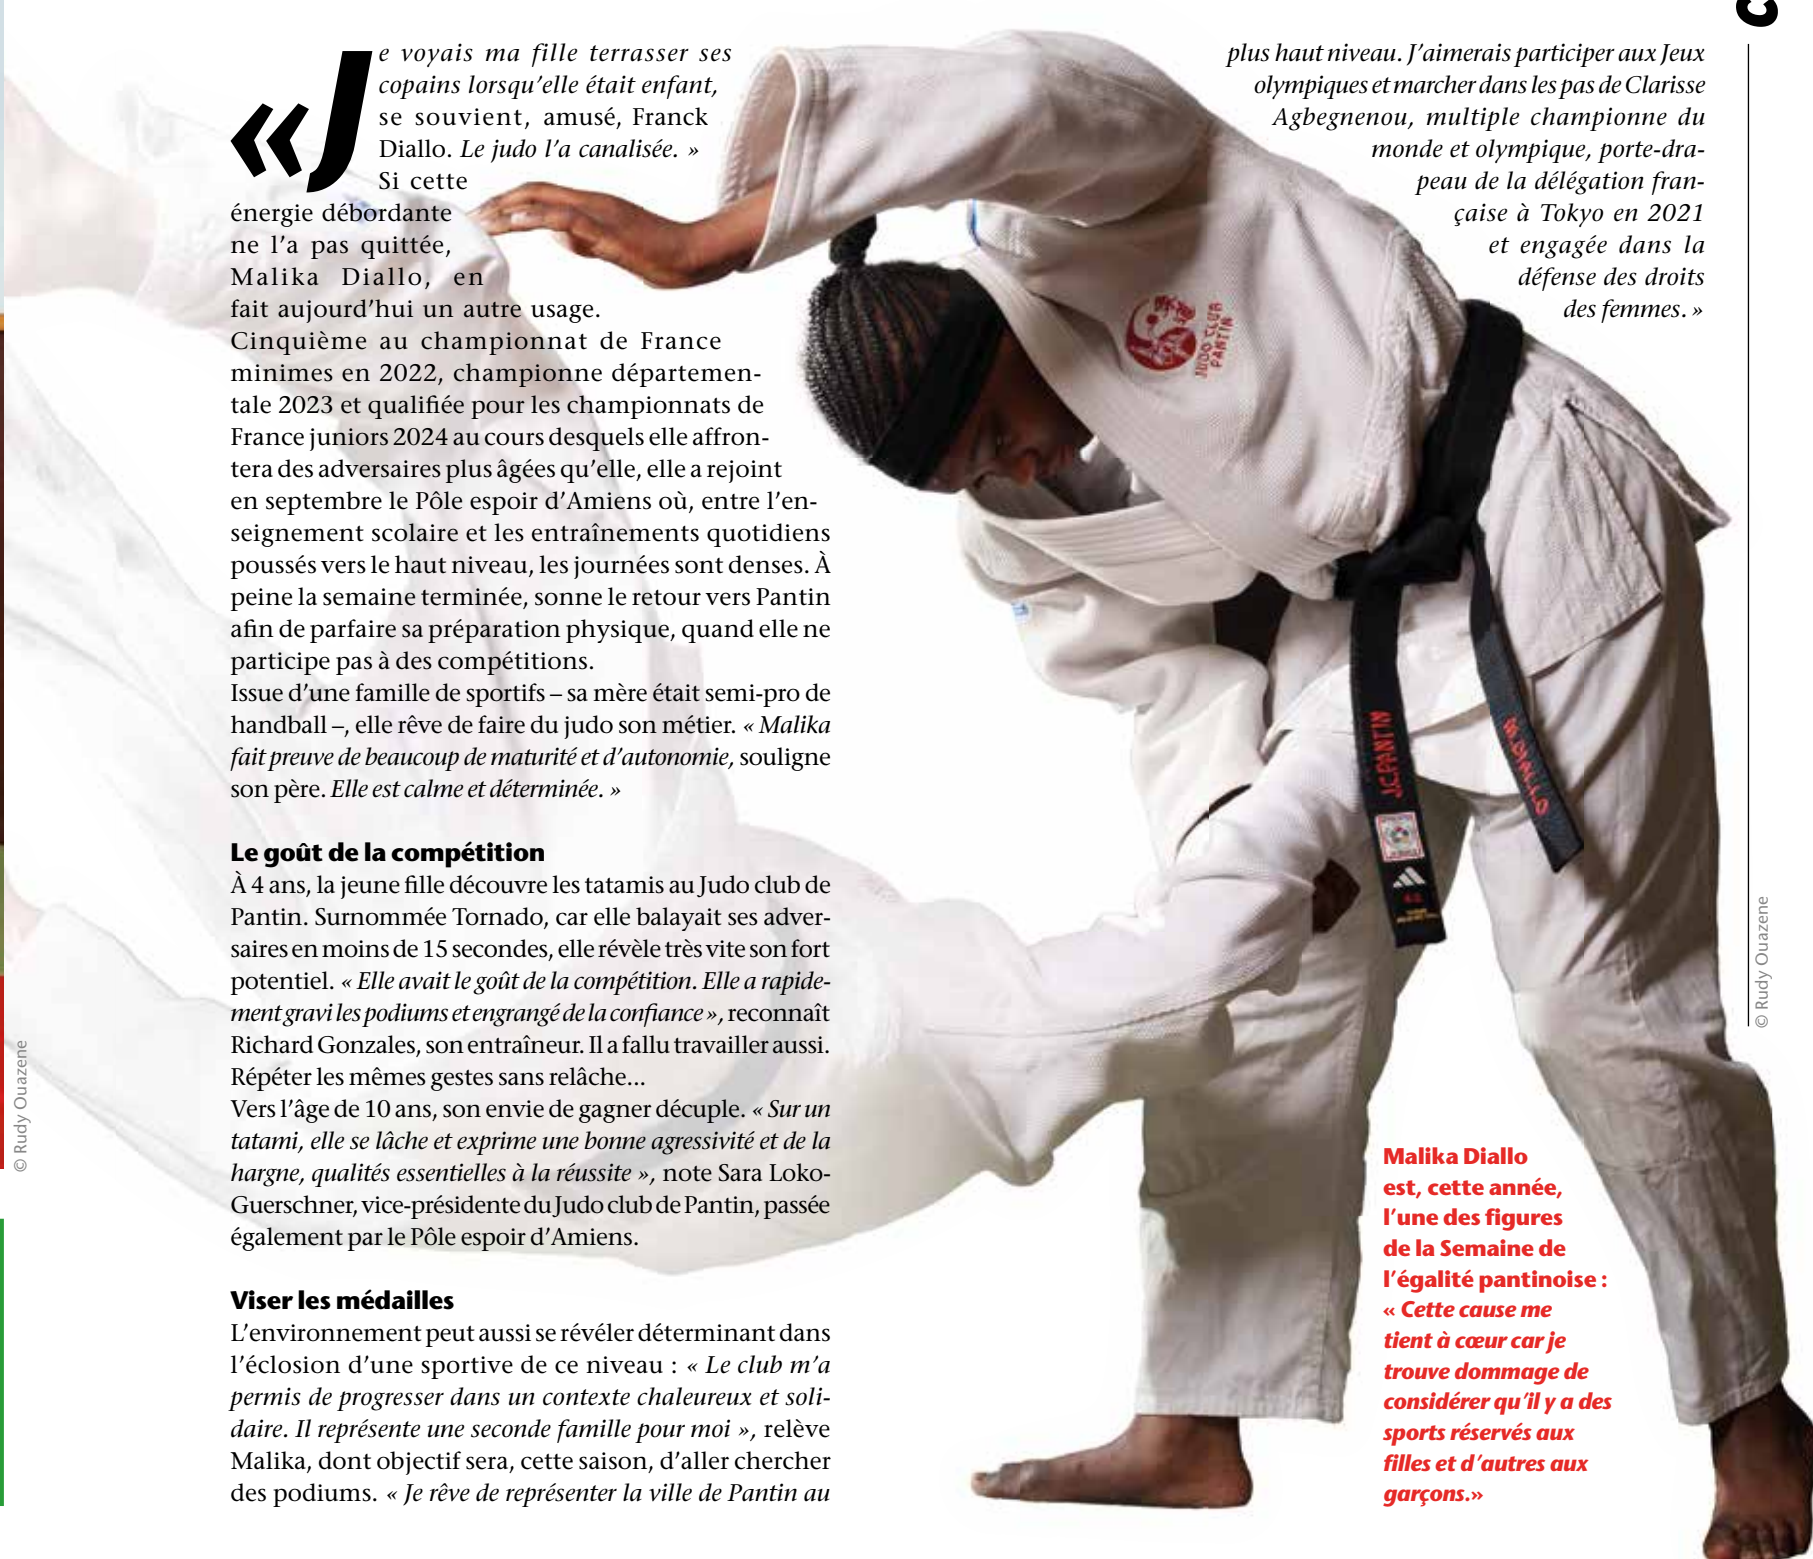 «Je voyais ma fille terrasser ses
copains lorsqu'elle était enfant,
se souvient, amusé, Franck
Diallo. Le judo l'a canalisée. »
Si cette
énergie débordante
ne l'a pas quittée,
Malika Diallo, en
fait aujourd'hui un autre usage.
Cinquième au championnat de France
minimes en 2022, championne départemen-
tale 2023 et qualifiée pour les championnats de
France juniors 2024 au cours desquels elle affron-
tera des adversaires plus âgées qu'elle, elle a rejoint
en septembre le Pôle espoir d'Amiens où, entre l'en-
seignement scolaire et les entraînements quotidiens
poussés vers le haut niveau, les journées sont denses. À
peine la semaine terminée, sonne le retour vers Pantin
afin de parfaire sa préparation physique, quand elle ne
participe pas à des compétitions.
Issue d'une famille de sportifs – sa mère était semi-pro de
handball –, elle rêve de faire du judo son métier. « Malika
fait preuve de beaucoup de maturité et d'autonomie, souligne
son père. Elle est calme et déterminée. »
Le goût de la compétition
À 4 ans, la jeune fille découvre les tatamis au Judo club de
Pantin. Surnommée Tornado, car elle balayait ses adver-
saires en moins de 15 secondes, elle révèle très vite son fort
potentiel. « Elle avait le goût de la compétition. Elle a rapide-
ment gravi les podiums et engrangé de la confiance », reconnaît
Richard Gonzales, son entraîneur. Il a fallu travailler aussi.
Répéter les mêmes gestes sans relâche...
Vers l'âge de 10 ans, son envie de gagner décuple. « Sur un
tatami, elle se lâche et exprime une bonne agressivité et de la
hargne, qualités essentielles à la réussite », note Sara Loko-
Guerschner, vice-présidente du Judo club de Pantin, passée
également par le Pôle espoir d'Amiens.
Viser les médailles
L'environnement peut aussi se révéler déterminant dans
l'éclosion d'une sportive de ce niveau : « Le club m'a
permis de progresser dans un contexte chaleureux et soli-
daire. Il représente une seconde famille pour moi », relève
Malika, dont objectif sera, cette saison, d'aller chercher
des podiums. « Je rêve de représenter la ville de Pantin au
plus haut niveau. J'aimerais participer aux Jeux
olympiques et marcher dans les pas de Clarisse
Agbegnenou, multiple championne du
monde et olympique, porte-dra-
peau de la délégation fran-
çaise à Tokyo en 2021
et engagée dans la
défense des droits
des femmes. »
JUDO CLUB
PANTIN
J.C.PANTIN
M.DIALLO
Malika Diallo
est, cette année,
l'une des figures
de la Semaine de
l'égalité pantinoise :
« Cette cause me
tient à cœur car je
trouve dommage de
considérer qu'il y a des
sports réservés aux
filles et d'autres aux
garçons.»
© Rudy Ouazene
© Rudy Ouazene